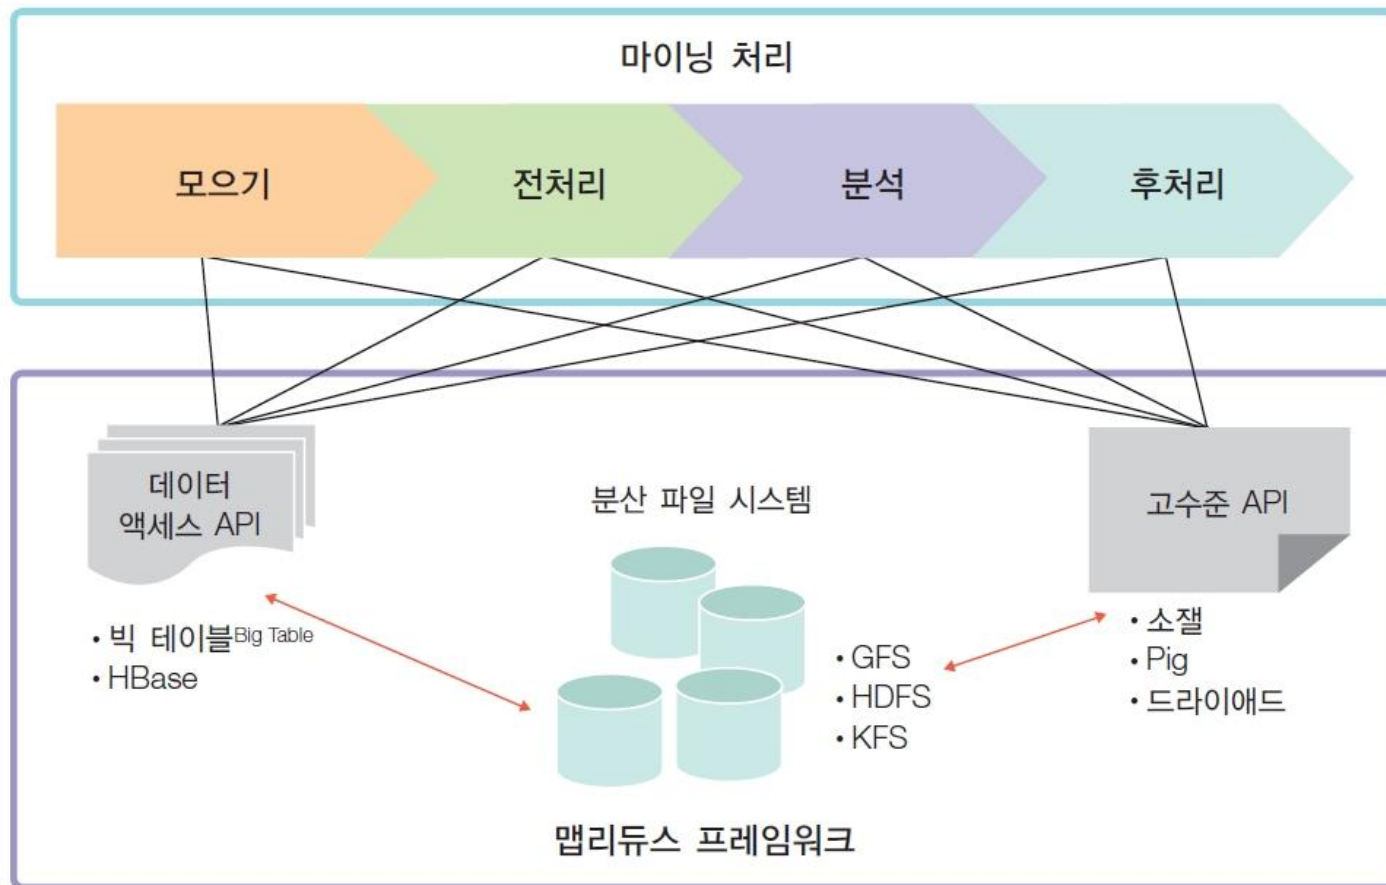 마이닝 처리
모으기
전처리
분석
후처리
데이터
액세스 API
분산 파일 시스템
고수준 API
• 빅 테이블Big Table
• HBase
• GFS
• HDFS
• KFS
• 소잴
• Pig
• 드라이애드
맵리듀스 프레임워크